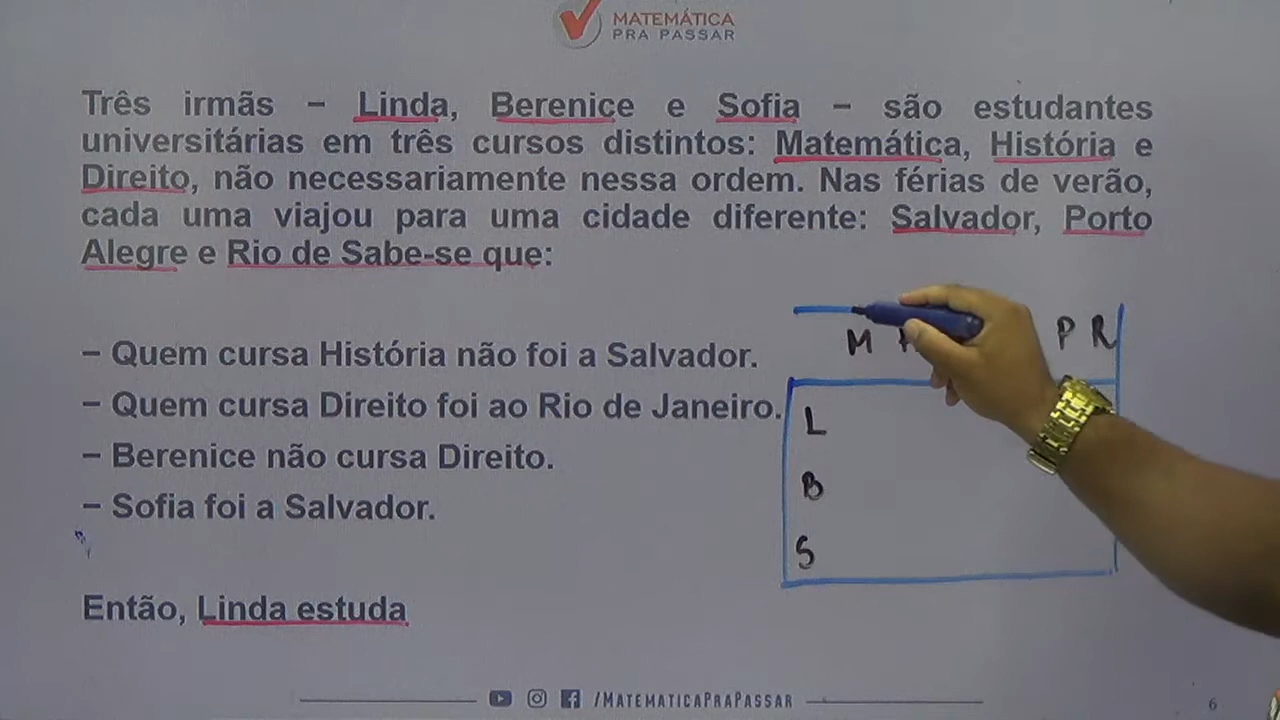 MATEMÁTICA
PRA PASSAR
Três irmãs – Linda, Berenice e Sofia – são estudantes
universitárias em três cursos distintos: Matemática, História e
Direito, não necessariamente nessa ordem. Nas férias de verão,
cada uma viajou para uma cidade diferente: Salvador, Porto
Alegre e Rio de Sabe-se que:
– Quem cursa História não foi a Salvador.
– Quem cursa Direito foi ao Rio de Janeiro.
– Berenice não cursa Direito.
– Sofia foi a Salvador.
M P R
L
B
S
Então, Linda estuda
/MATEMATICAPRAPASSAR
6